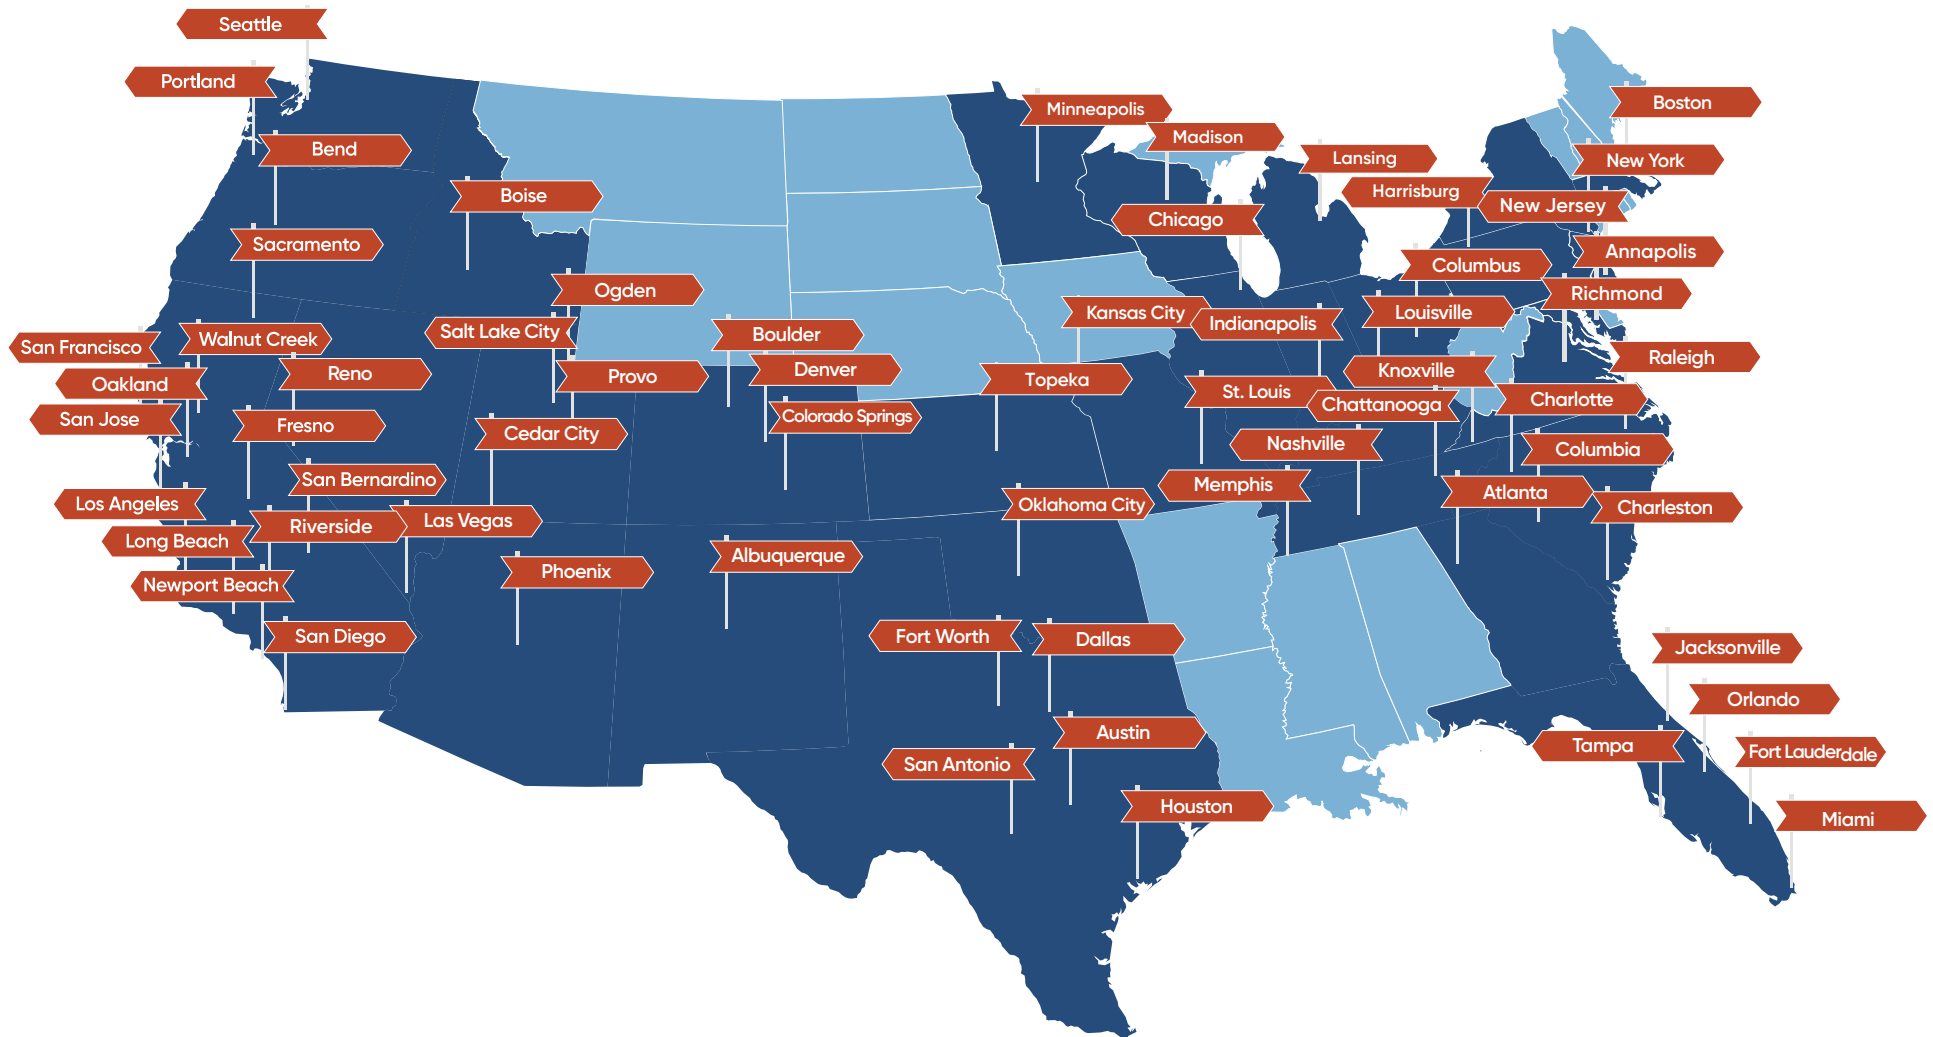 Seattle
Portland
Boston
Minneapolis
Madison
Bend
Lansing
New York
Harrisburg
Boise
New Jersey
Chicago
Sacramento
Annapolis
Columbus
Ogden
Richmond
Kansas City
Louisville
Indianapolis
Salt Lake City
Boulder
Walnut Creek
San Francisco
Raleigh
Denver
Knoxville
Reno
Provo
Topeka
Oakland
St. Louis
Charlotte
Chattanooga
Colorado Springs
San Jose
Fresno
Cedar City
Nashville
Columbia
San Bernardino
Memphis
Atlanta
Los Angeles
Oklahoma City
Charleston
Las Vegas
Riverside
Long Beach
Albuquerque
Phoenix
Newport Beach
San Diego
Fort Worth
Dallas
Jacksonville
Orlando
Austin
Tampa
Fort Lauderdale
San Antonio
Houston
Miami